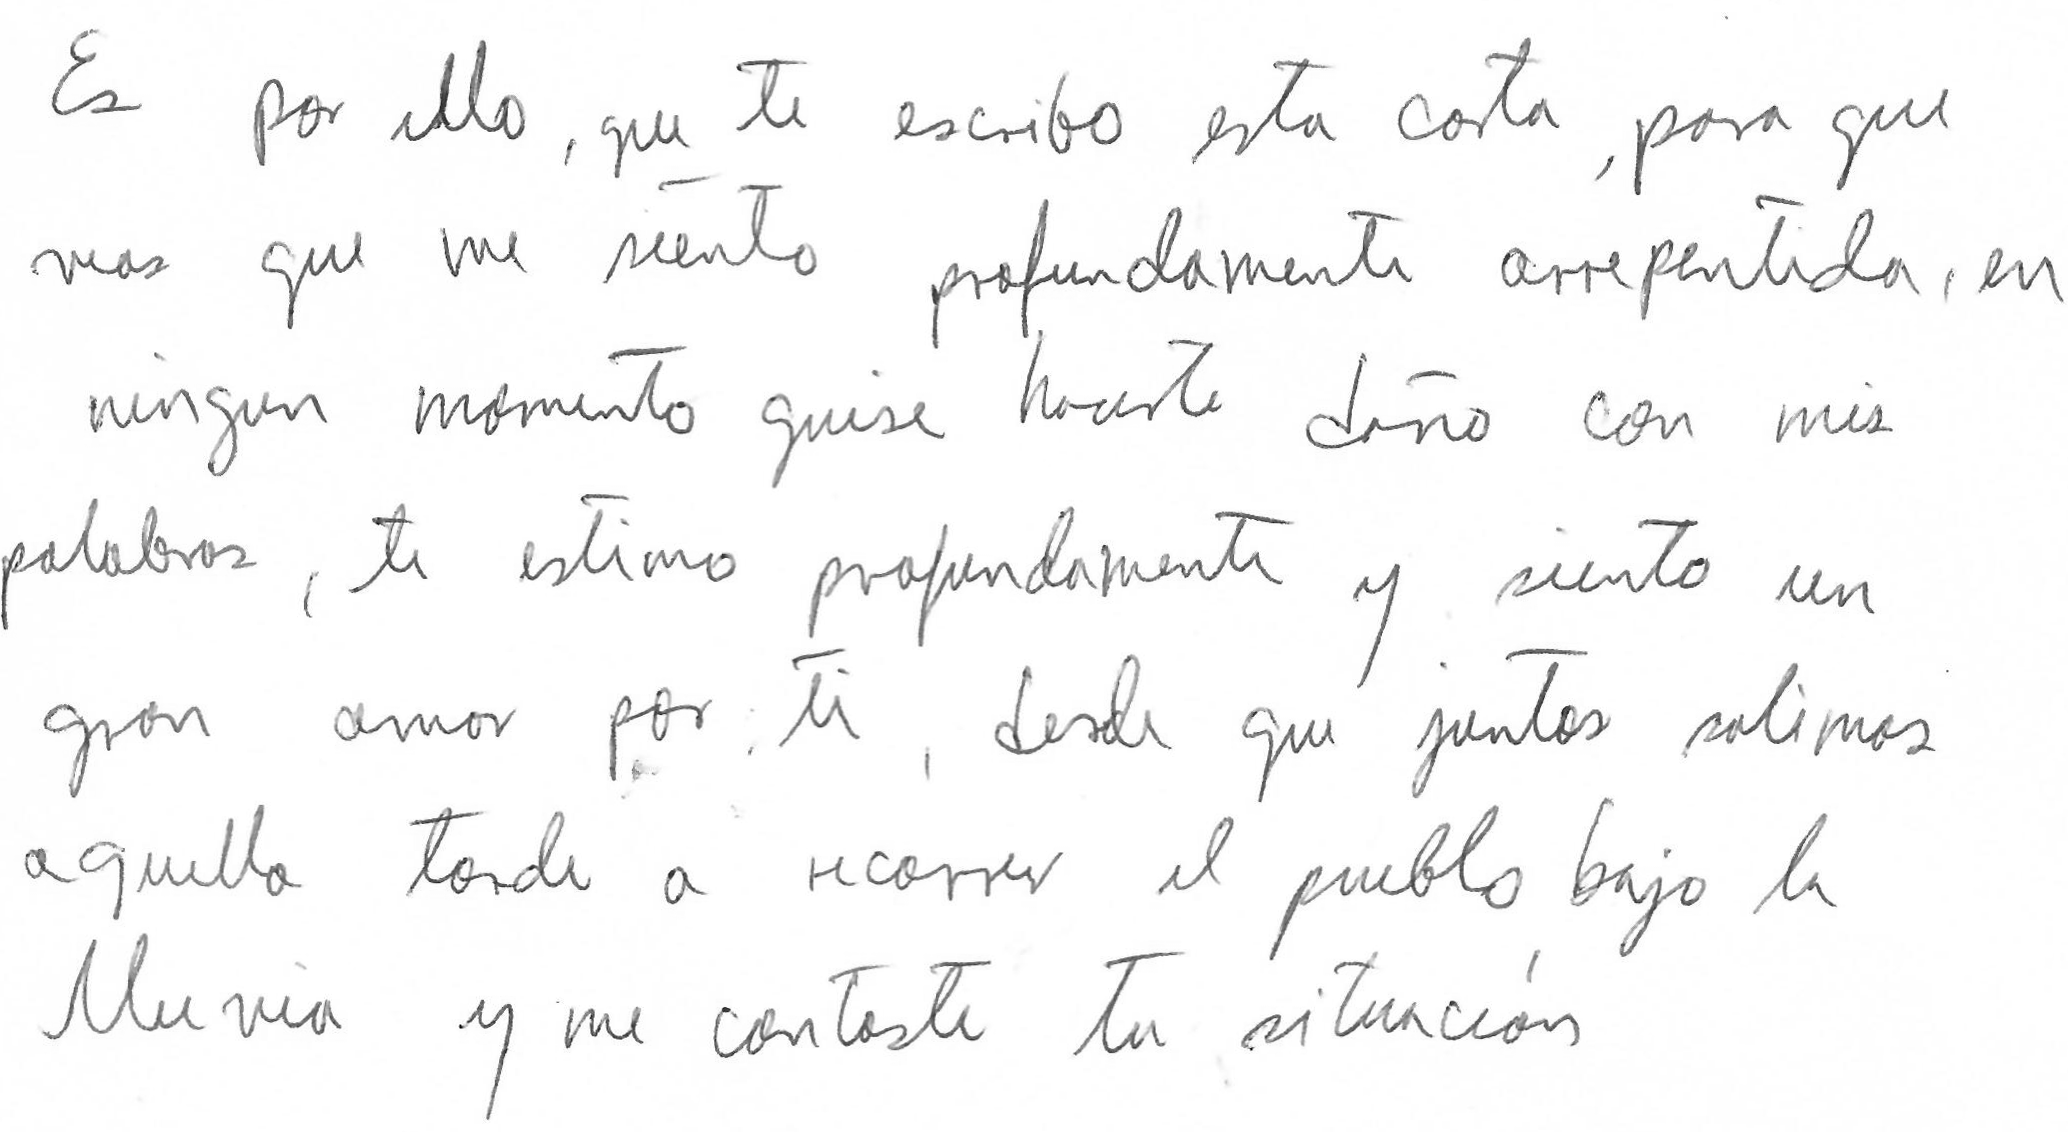 Es por ello, que te escribo esta carta, para que
veas que me siento profundamente arrepentida, en
ningun momento quise hacerte daño con mis
palabras, te estimo profundamente y siento un
gran amor por ti, desde que juntos salimos
aquella tarde a recorrer el pueblo bajo la
lluvia y me contaste tu situación